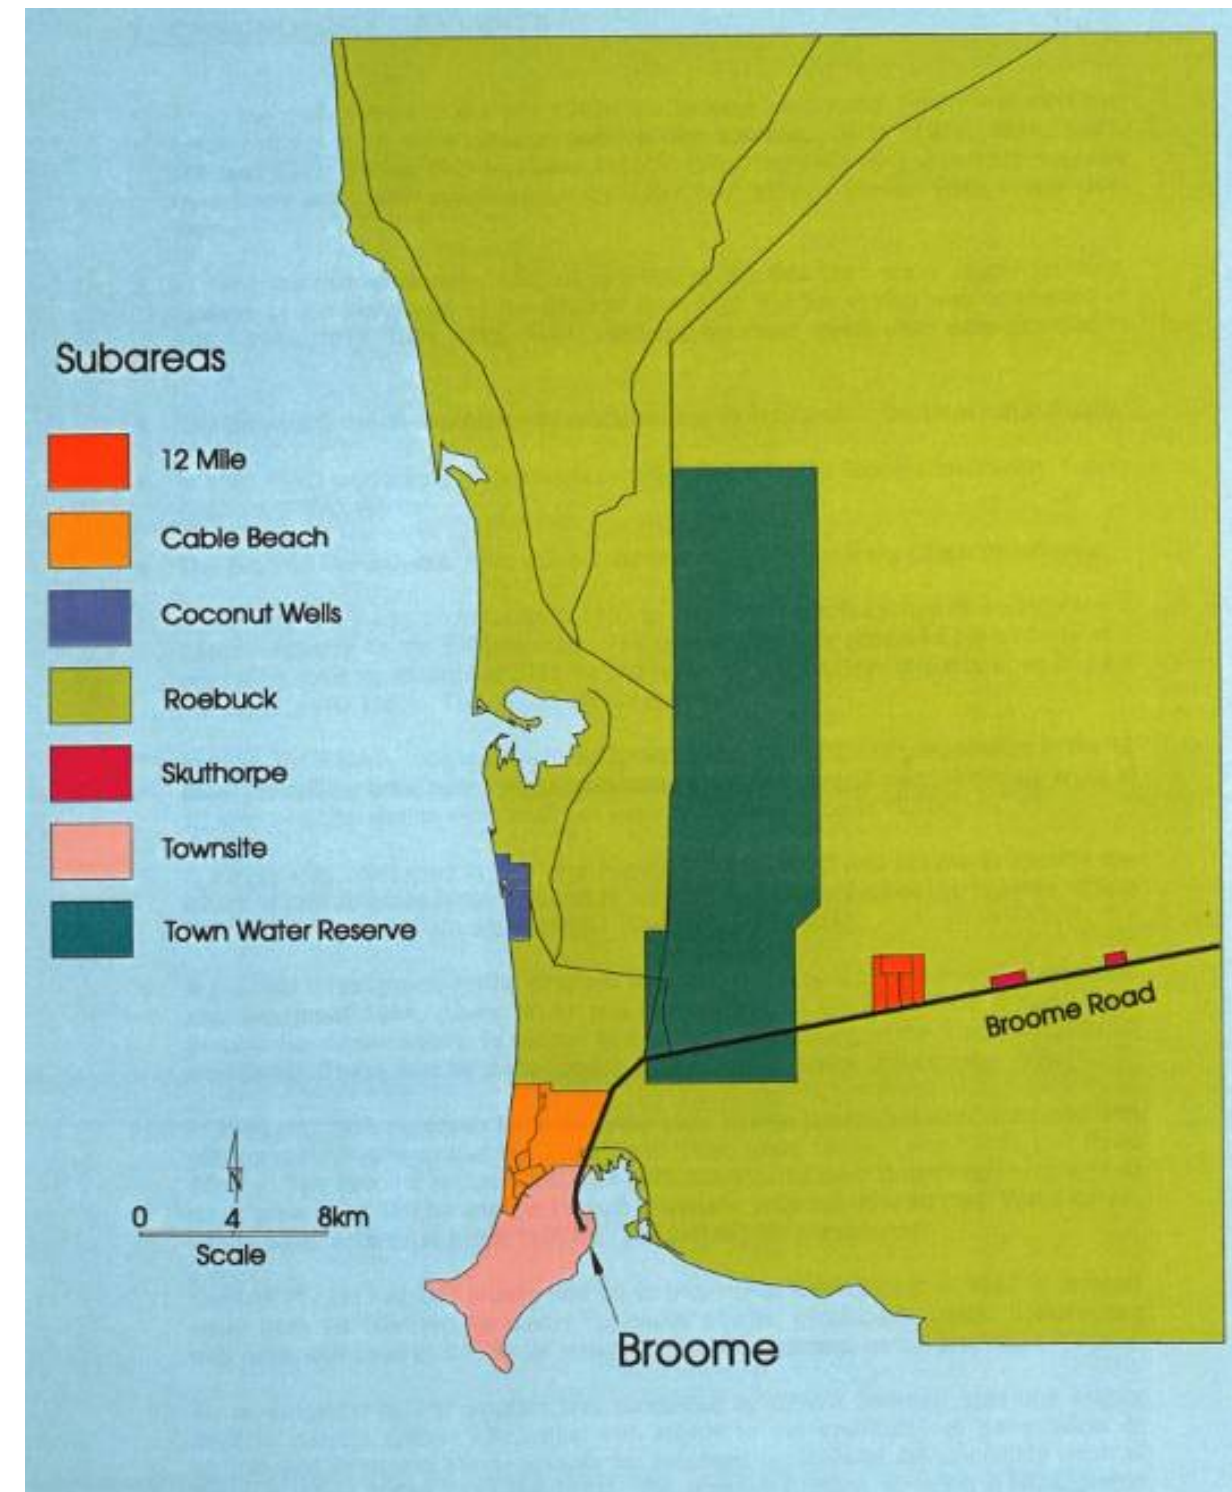 Subareas
12 Mile
Cable Beach
Coconut Wells
Roebuck
Skuthorpe
Townsite
Town Water Reserve
Broome Road
N
0 4 8km
Scale
Broome